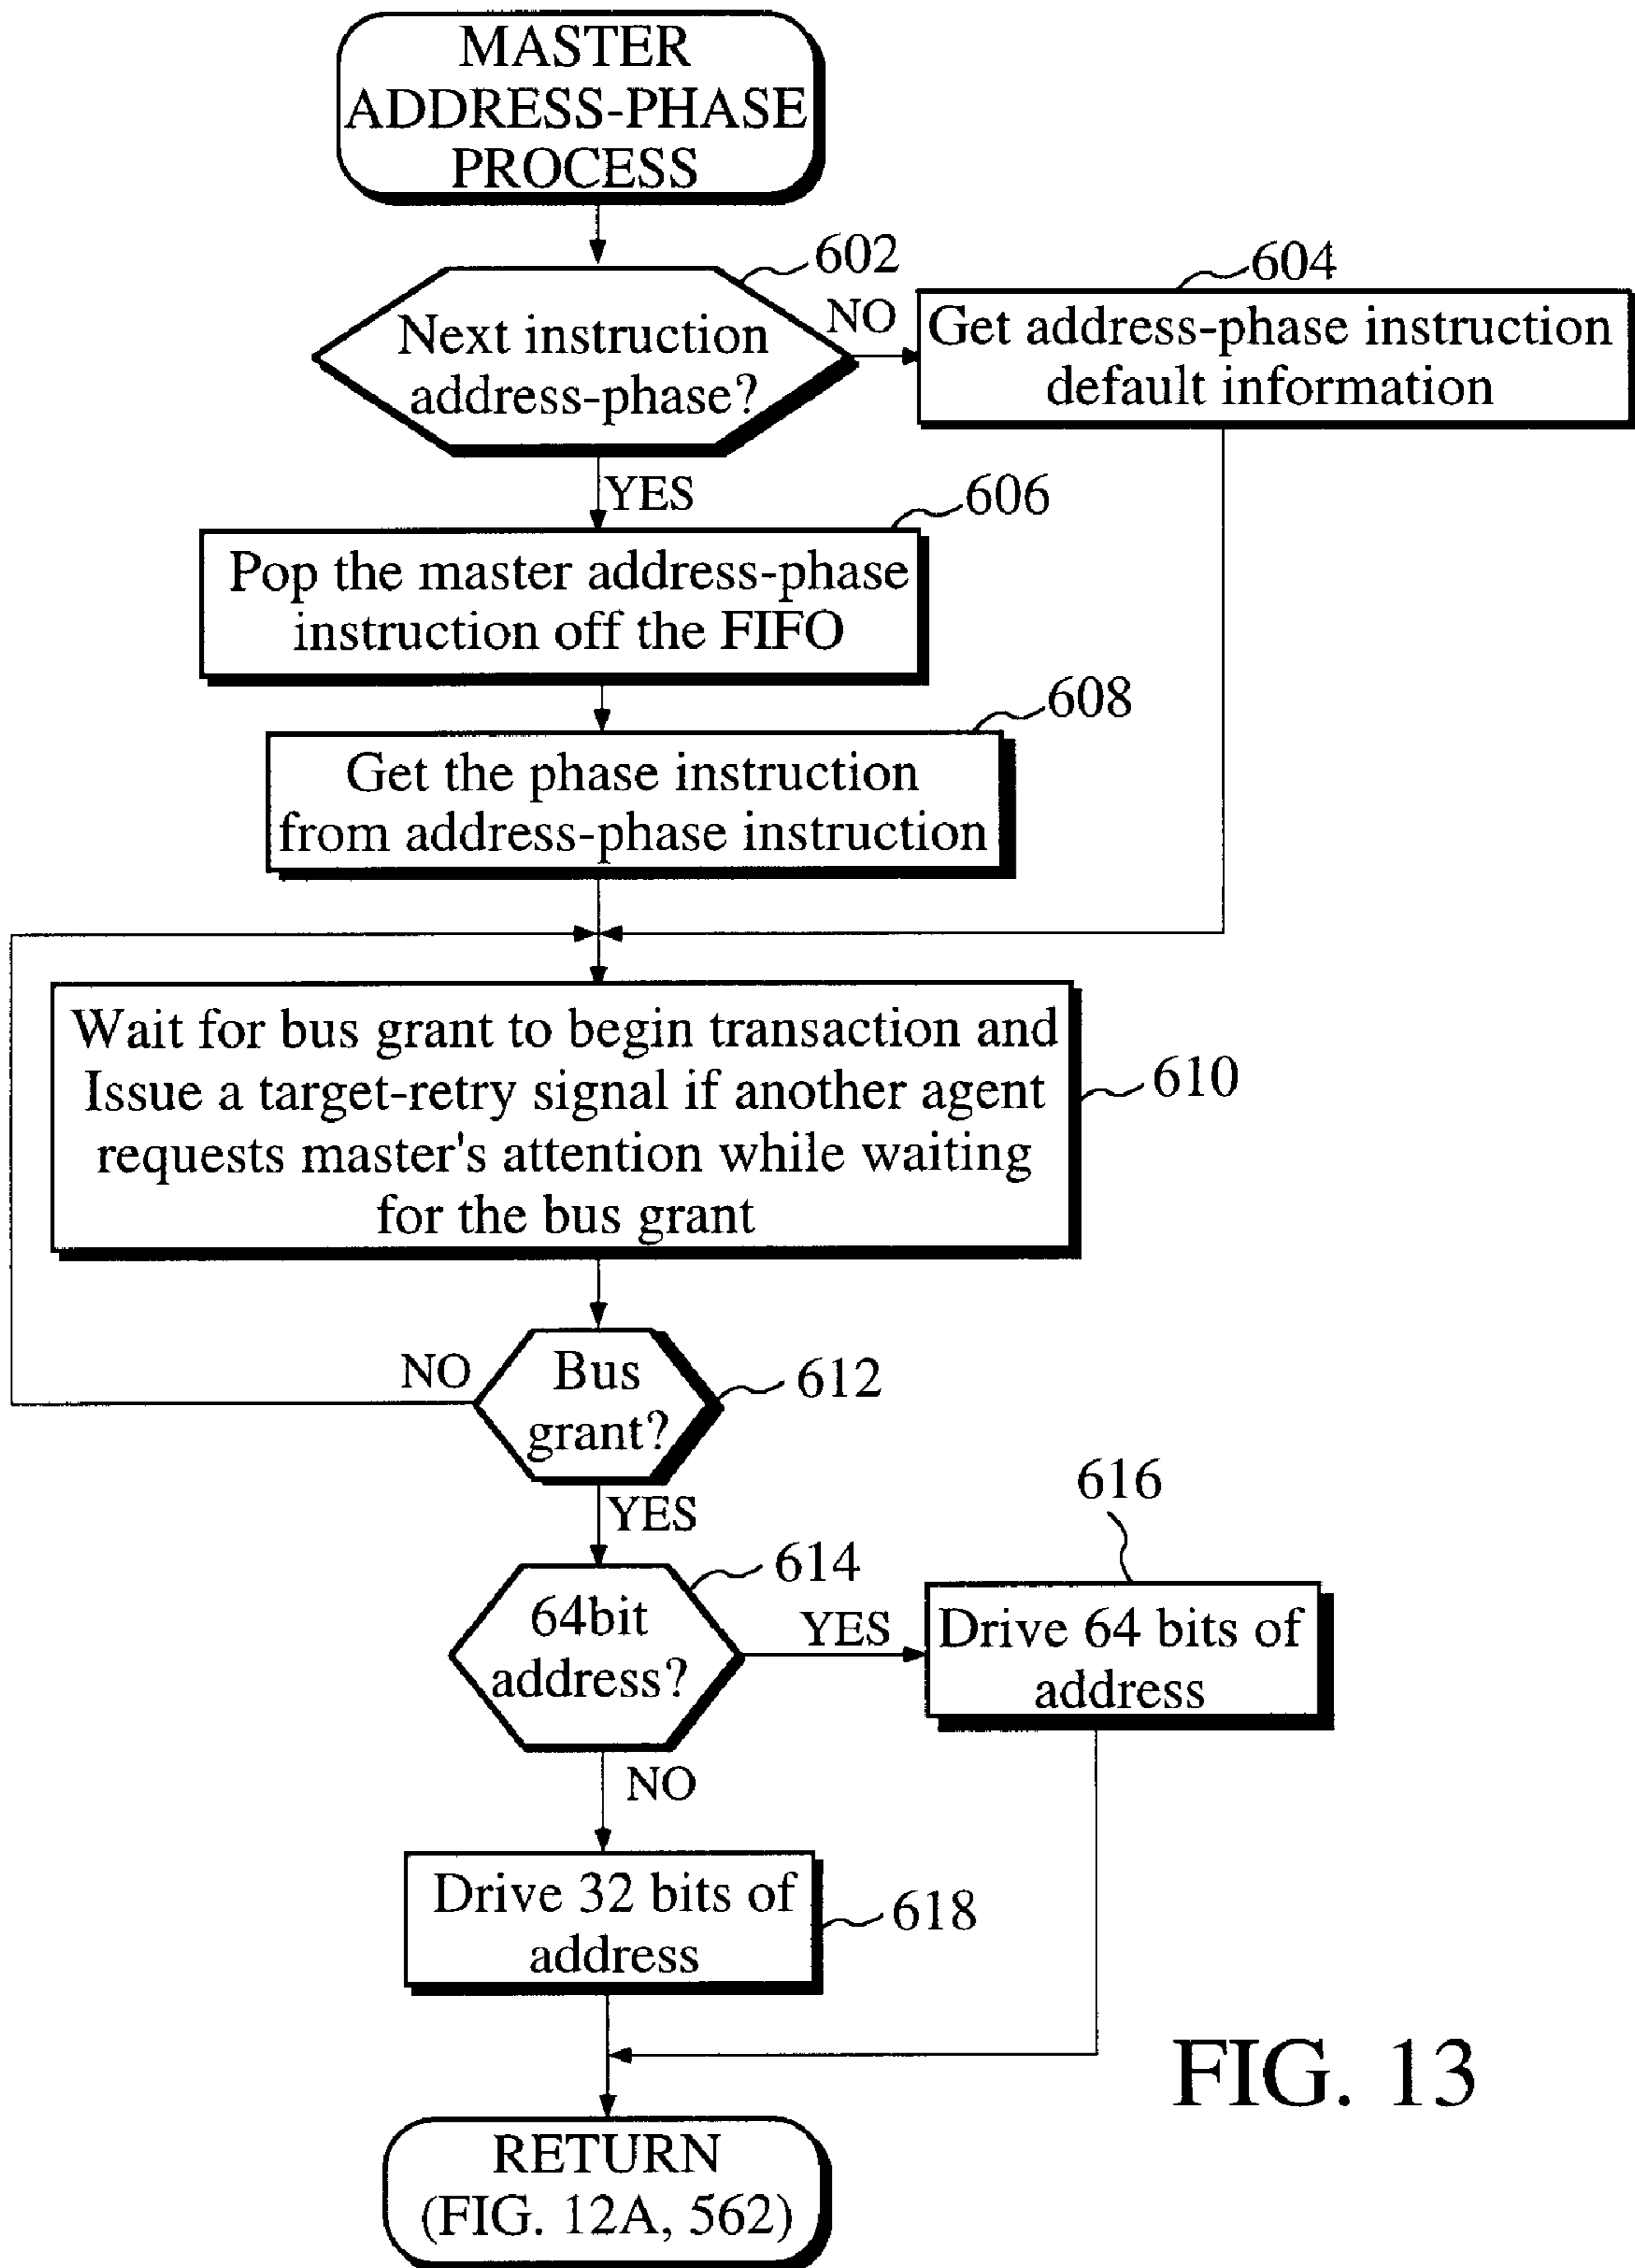 MASTER
ADDRESS-PHASE
PROCESS
602
604
Next instruction
address-phase?
NO
Get address-phase instruction
default information
YES
606
Pop the master address-phase
instruction off the FIFO
608
Get the phase instruction
from address-phase instruction
Wait for bus grant to begin transaction and
Issue a target-retry signal if another agent
requests master's attention while waiting
for the bus grant
610
NO
Bus
grant?
612
YES
614
616
64bit
address?
YES
Drive 64 bits of
address
NO
Drive 32 bits of
address
618
FIG. 13
RETURN
(FIG. 12A, 562)